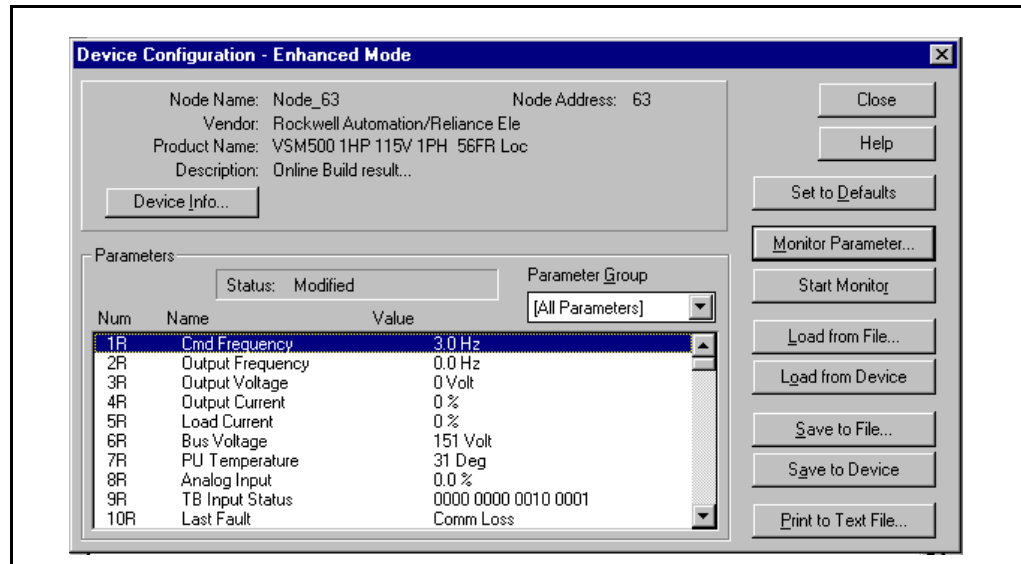 Device Configuration - Enhanced Mode
Node Name: Node_63 Node Address: 63
Vendor: Rockwell Automation/Reliance Ele
Product Name: VSM500 1HP 115V 1PH 56FR Loc
Description: Online Build result...
Device Info...
Close
Help
Set to Defaults
Monitor Parameter...
Start Monitor
Load from File...
Load from Device
Save to File...
Save to Device
Print to Text File...
Parameters
Status: Modified
Parameter Group
[All Parameters]
Num Name Value
1R Cmd Frequency 3.0 Hz
2R Output Frequency 0.0 Hz
3R Output Voltage 0 Volt
4R Output Current 0 %
5R Load Current 0 %
6R Bus Voltage 151 Volt
7R PU Temperature 31 Deg
8R Analog Input 0.0 %
9R TB Input Status 0000 0000 0010 0001
10R Last Fault Comm Loss